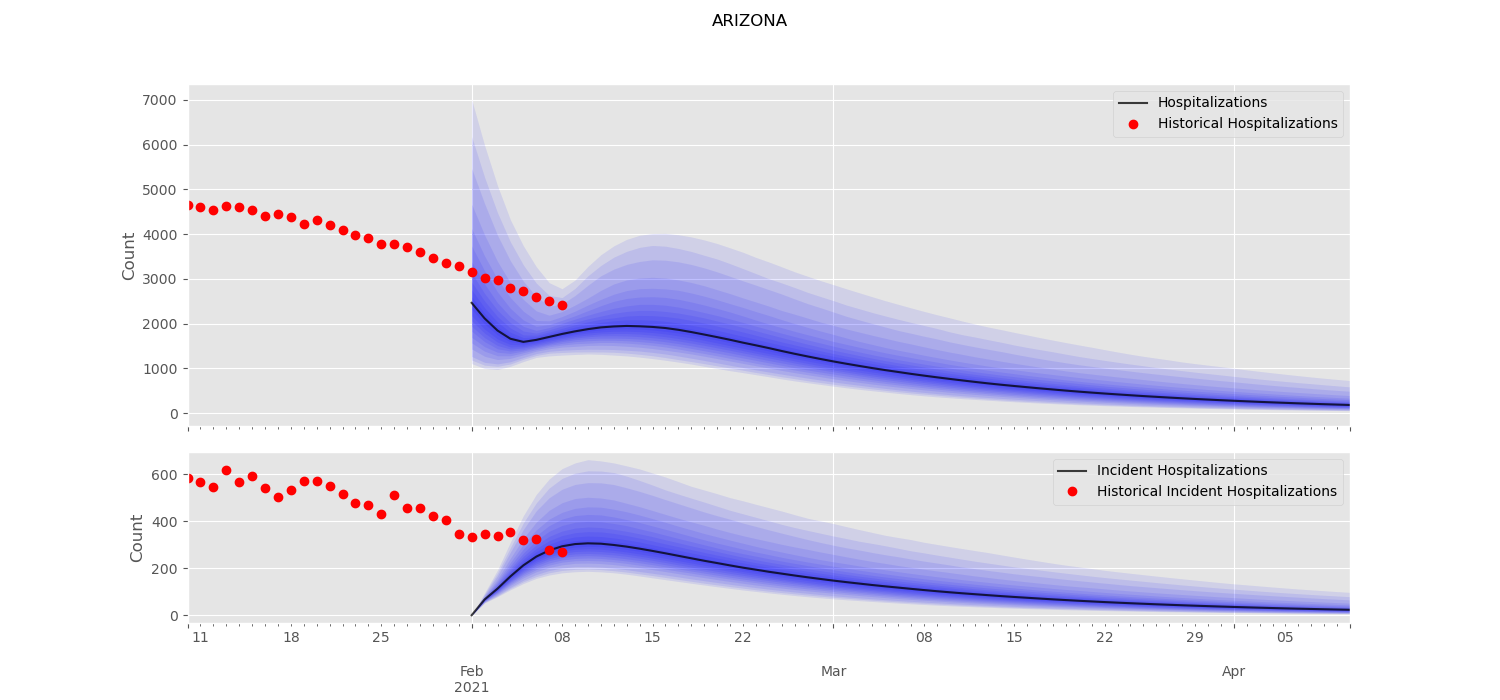 ARIZONA
7000
6000
5000
4000
3000
2000
1000
0
Count
Hospitalizations
Historical Hospitalizations
600
400
200
0
Count
Incident Hospitalizations
Historical Incident Hospitalizations
11 18 25 08 15 22 08 15 22 29 05
Feb Mar Apr
2021